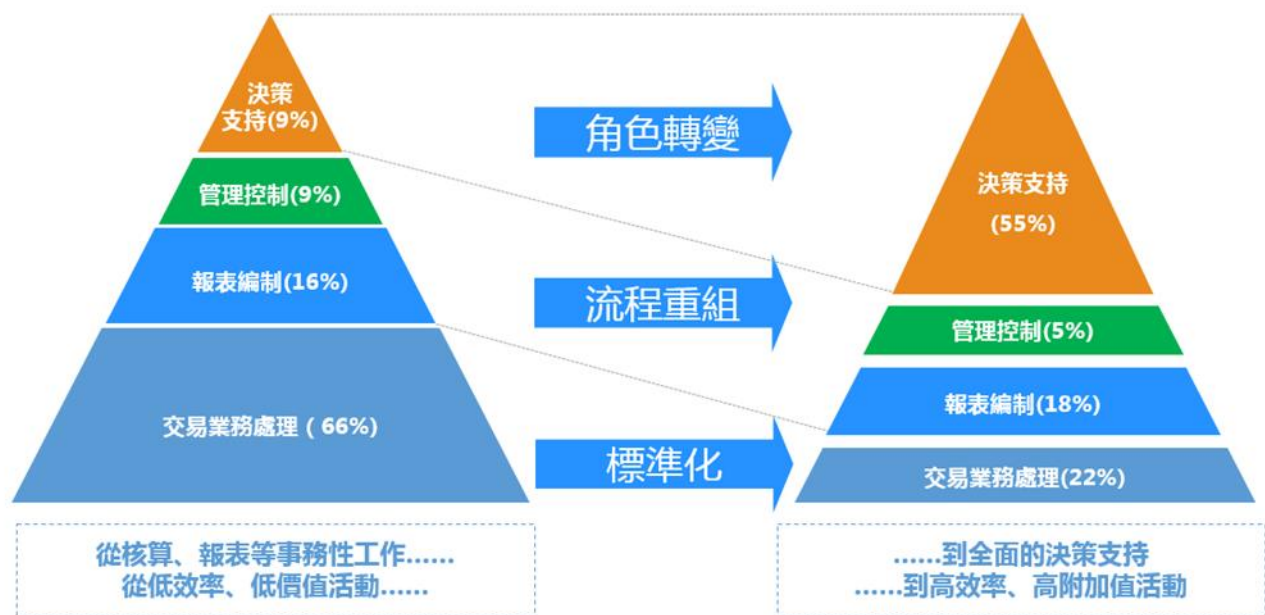 決策
支持(9%)
管理控制(9%)
報表編制(16%)
交易業務處理（66%)
從核算、報表等事務性工作......
從低效率、低價值活動......
角色轉變
流程重組
標準化
決策支持
(55%)
管理控制(5%)
報表編制(18%)
交易業務處理(22%)
......到全面的決策支持
......到高效率、高附加值活動